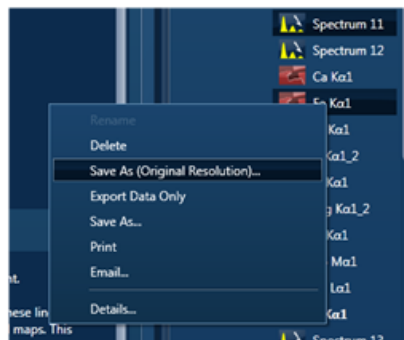 Spectrum 11
Spectrum 12
Ca Kα1
Fe Kα1
Rename
Kα1
Delete
Kα1_2
Save As (Original Resolution)...
Kα1
Export Data Only
Kα1_2
Save As...
Kα1
Print
Mα1
Email...
nt.
Lα1
Details...
Kα1
these lin
maps. This
Spectrum 13